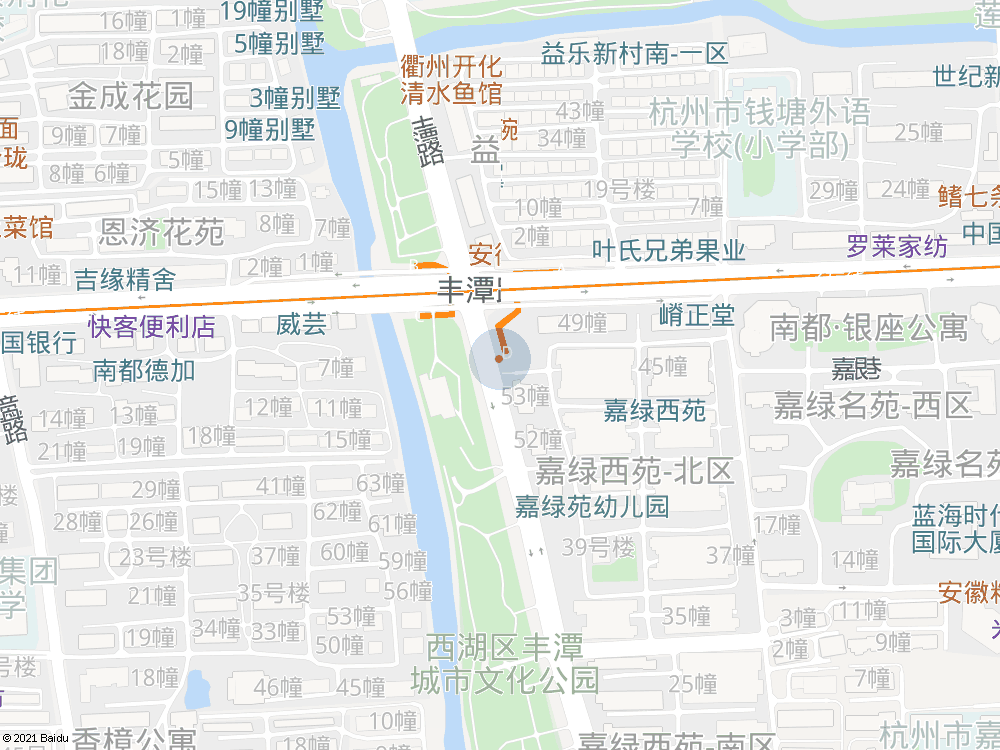 19幢别墅
16幢
5幢别墅
18幢
2幢
衢州开化
清水鱼馆
益乐新村南-一区
莲
世纪新
金成花园
3幢别墅
43幢
杭州市钱塘外语
学校(小学部)
9幢别墅
丰潭路
苑
34幢
益
25幢
面
珑
9幢
7幢
5幢
8幢
6幢
15幢
13幢
19号楼
29幢
24幢
鳍七条
菜馆
恩济花苑
8幢
7幢
10幢
7幢
2幢
中国
罗莱家纺
叶氏兄弟果业
安徽
11幢
吉缘精舍
2幢
1幢
丰潭路
快客便利店
威芸
49幢
嵴正堂
南都·银座公寓
国银行
南都德加
7幢
45幢
53幢
嘉绿西苑
嘉绿名苑-西区
14幢
13幢
12幢
11幢
21幢
19幢
18幢
15幢
52幢
嘉绿西苑-北区
嘉绿名苑
29幢
41幢
63幢
嘉绿苑幼儿园
蓝海时代
国际大厦
28幢
26幢
62幢
61幢
17幢
39号楼
37幢
14幢
23号楼
37幢
60幢
59幢
集团
学
21幢
35号楼
56幢
安徽粮
19幢
34幢
33幢
53幢
50幢
35幢
3幢
11幢
2幢
9幢
号楼
西湖区丰潭
城市文化公园
18幢
46幢
45幢
25幢
7幢
10幢
香樟公寓
嘉绿西苑-南区
杭州市
© 2021 Baidu